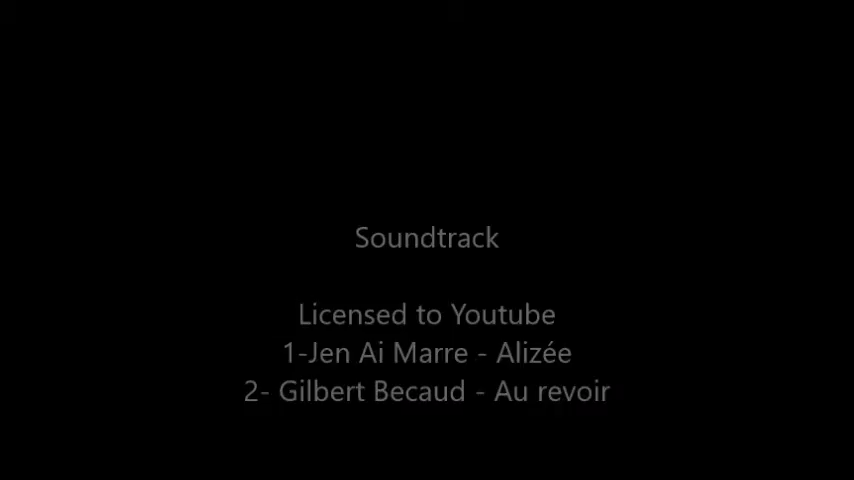 Soundtrack
Licensed to Youtube
1-Jen Ai Marre - Alizée
2- Gilbert Becaud - Au revoir